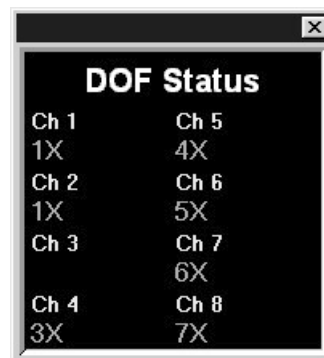 DOF Status
Ch 1 Ch 5
1X 4X
Ch 2 Ch 6
1X 5X
Ch 3 Ch 7
6X
Ch 4 Ch 8
3X 7X